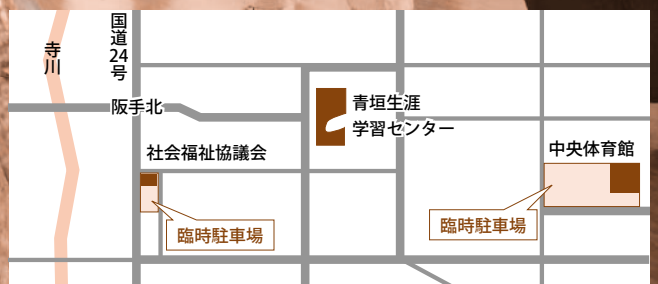 国道24号
寺川
阪手北
青垣生涯
学習センター
社会福祉協議会
中央体育館
臨時駐車場
臨時駐車場